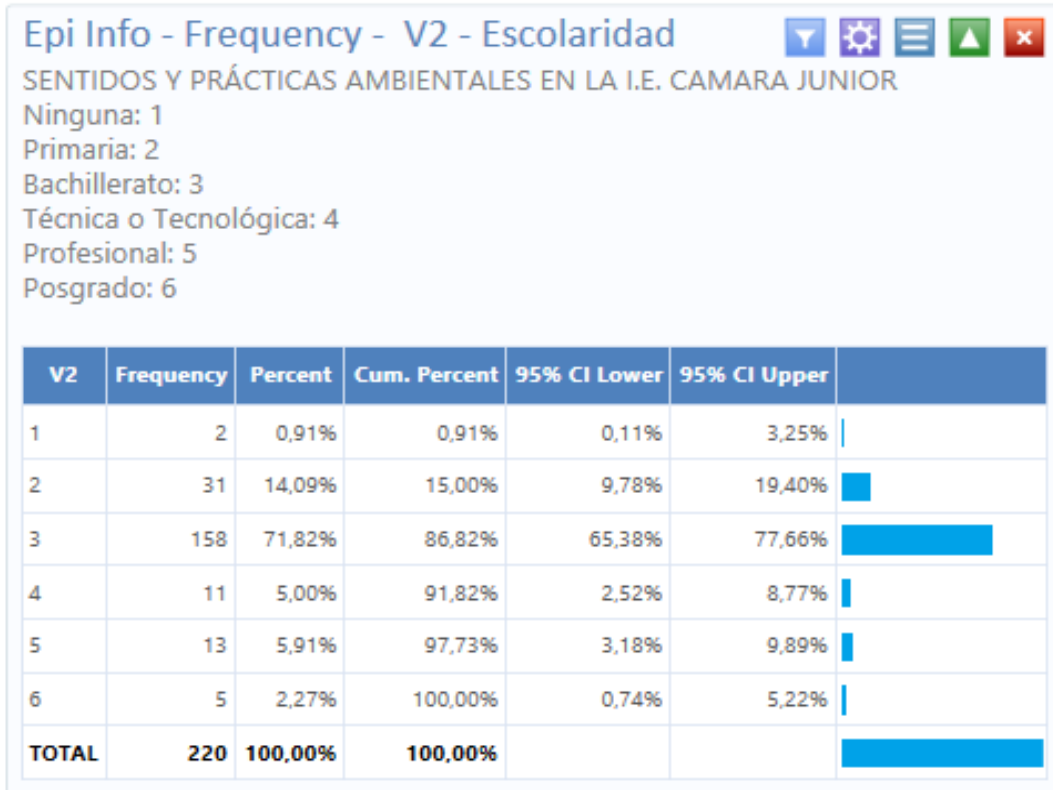 Epi Info - Frequency - V2 - Escolaridad
SENTIDOS Y PRÁCTICAS AMBIENTALES EN LA I.E. CAMARA JUNIOR
Ninguna: 1
Primaria: 2
Bachillerato: 3
Técnica o Tecnológica: 4
Profesional: 5
Posgrado: 6
V2 Frequency Percent Cum. Percent 95% CI Lower 95% CI Upper
1 2 0,91% 0,91% 0,11% 3,25%
2 31 14,09% 15,00% 9,78% 19,40%
3 158 71,82% 86,82% 65,38% 77,66%
4 11 5,00% 91,82% 2,52% 8,77%
5 13 5,91% 97,73% 3,18% 9,89%
6 5 2,27% 100,00% 0,74% 5,22%
TOTAL 220 100,00% 100,00%